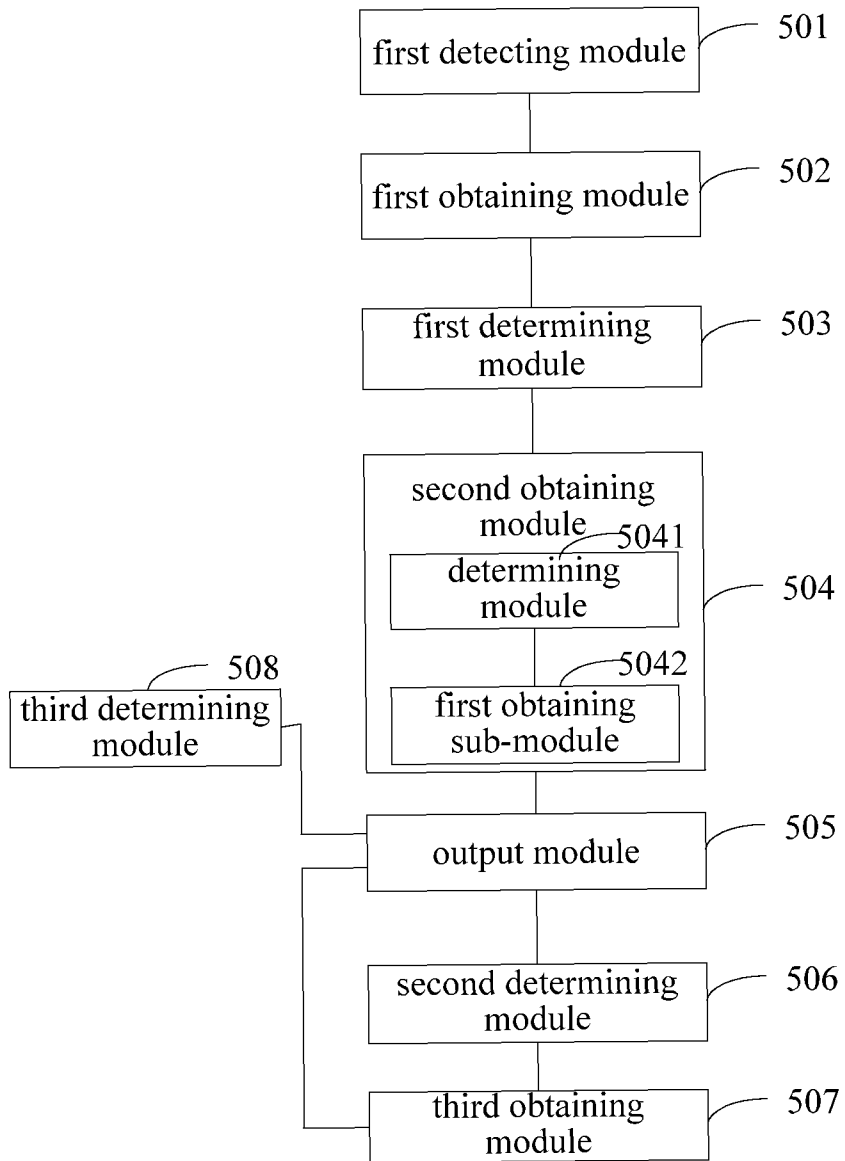 first detecting module
501
first obtaining module
502
first determining
module
503
second obtaining
module
5041
determining
module
504
5042
first obtaining
sub-module
508
third determining
module
output module
505
second determining
module
506
third obtaining
module
507